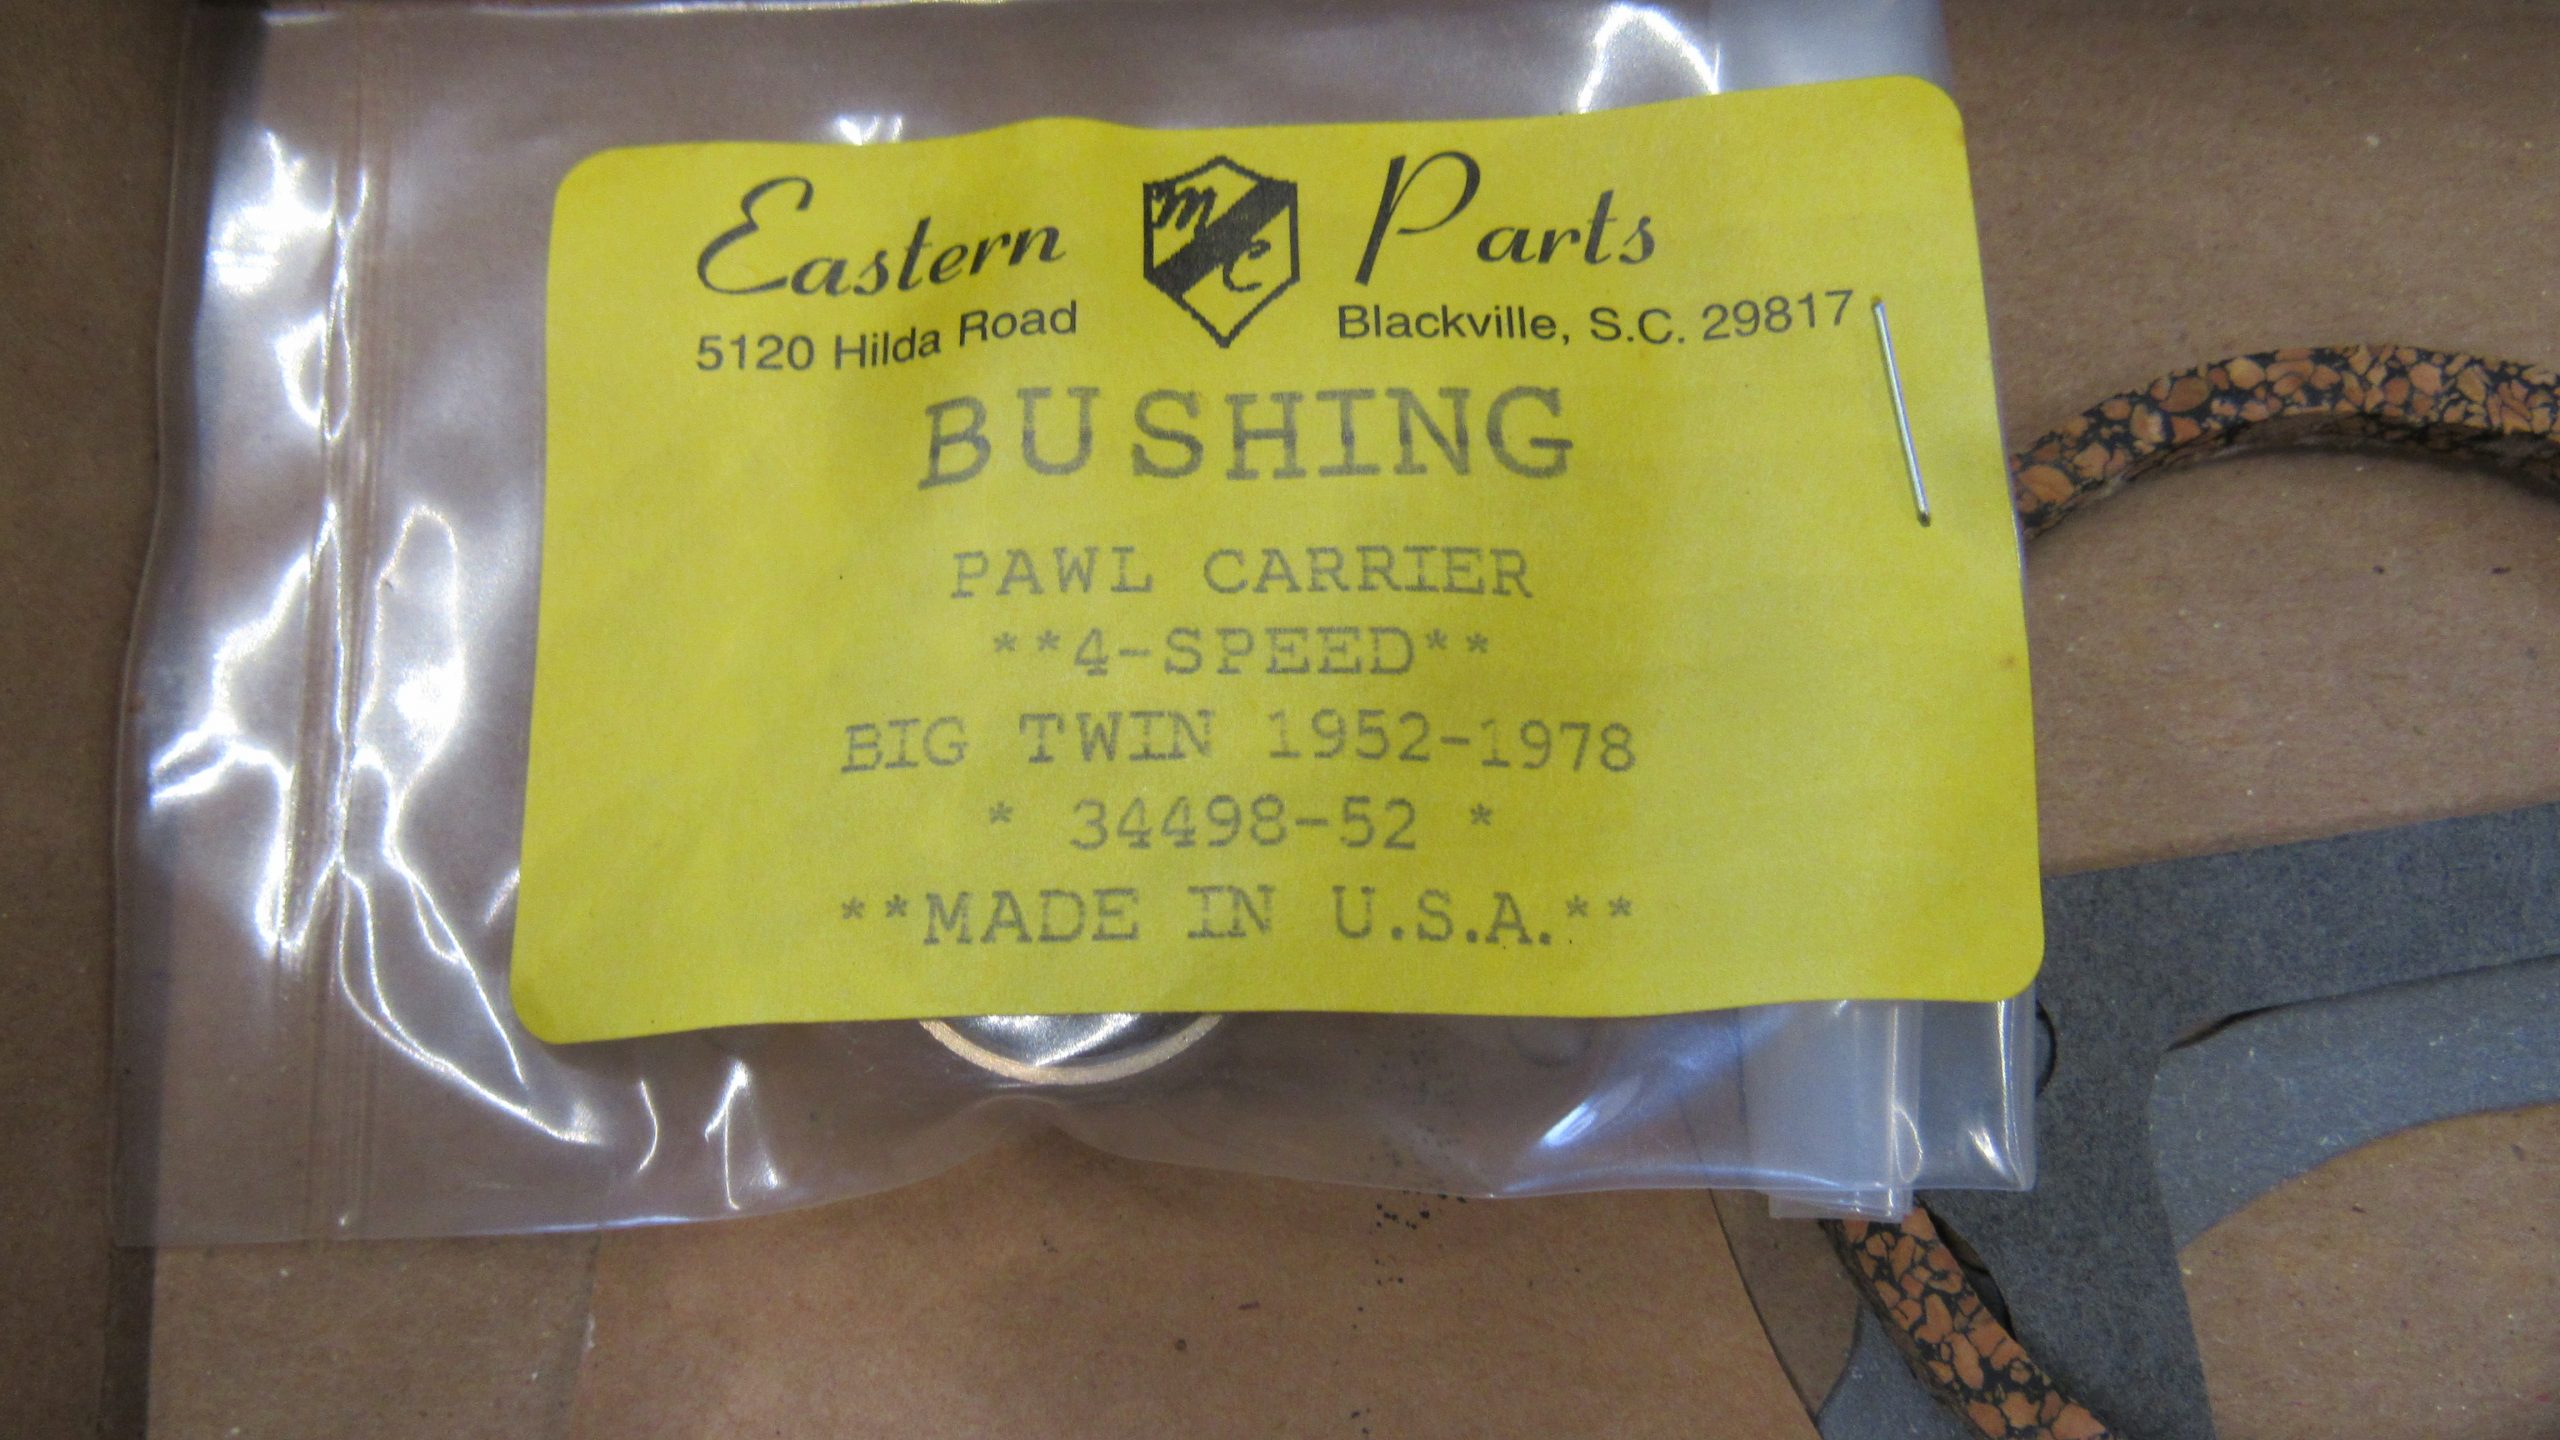 Eastern MC Parts
5120 Hilda Road Blackville, S.C. 29817
BUSHING
PAWL CARRIER
**4-SPEED**
BIG TWIN 1952-1978
* 34498-52 *
**MADE IN U.S.A.**